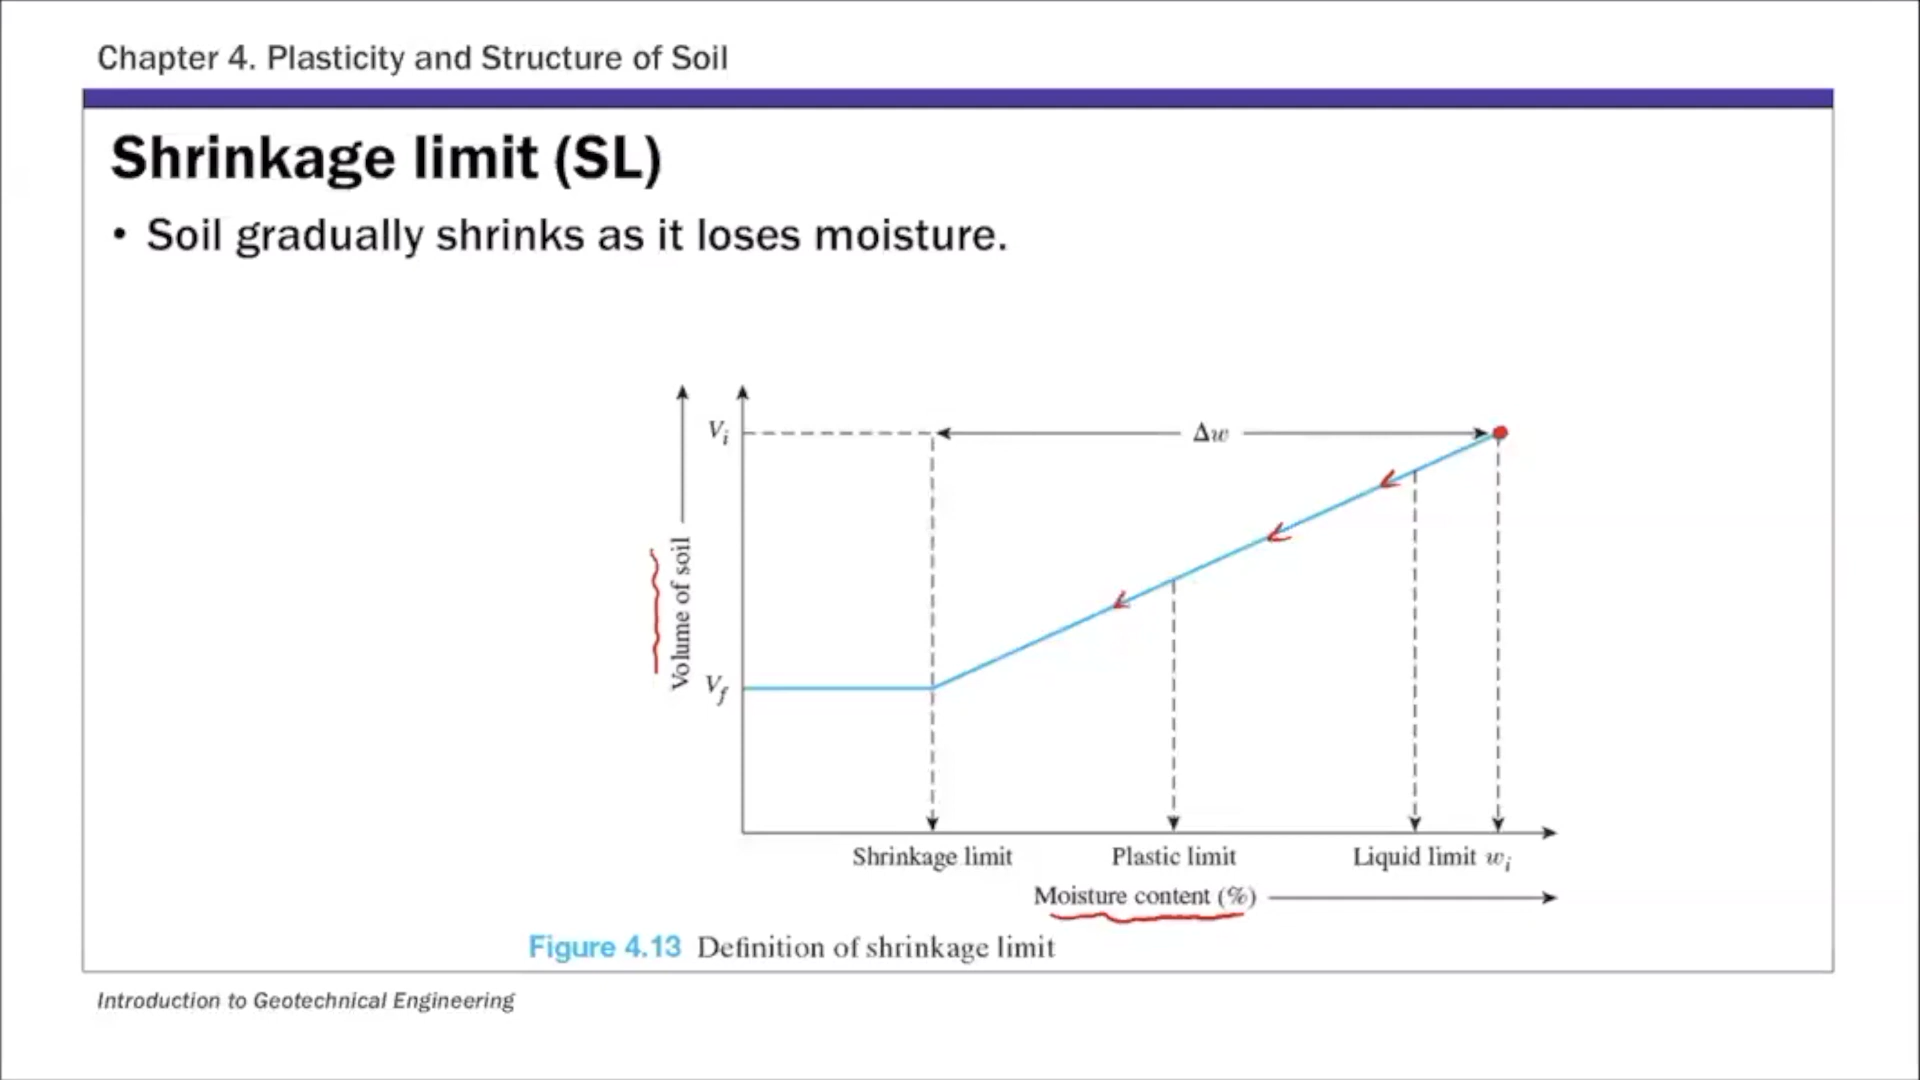 Chapter 4. Plasticity and Structure of Soil
Shrinkage limit (SL)
• Soil gradually shrinks as it loses moisture.
Vi
Δw
Volume of soil
Vf
Shrinkage limit
Plastic limit
Liquid limit wi
Moisture content (%)
Figure 4.13 Definition of shrinkage limit
Introduction to Geotechnical Engineering